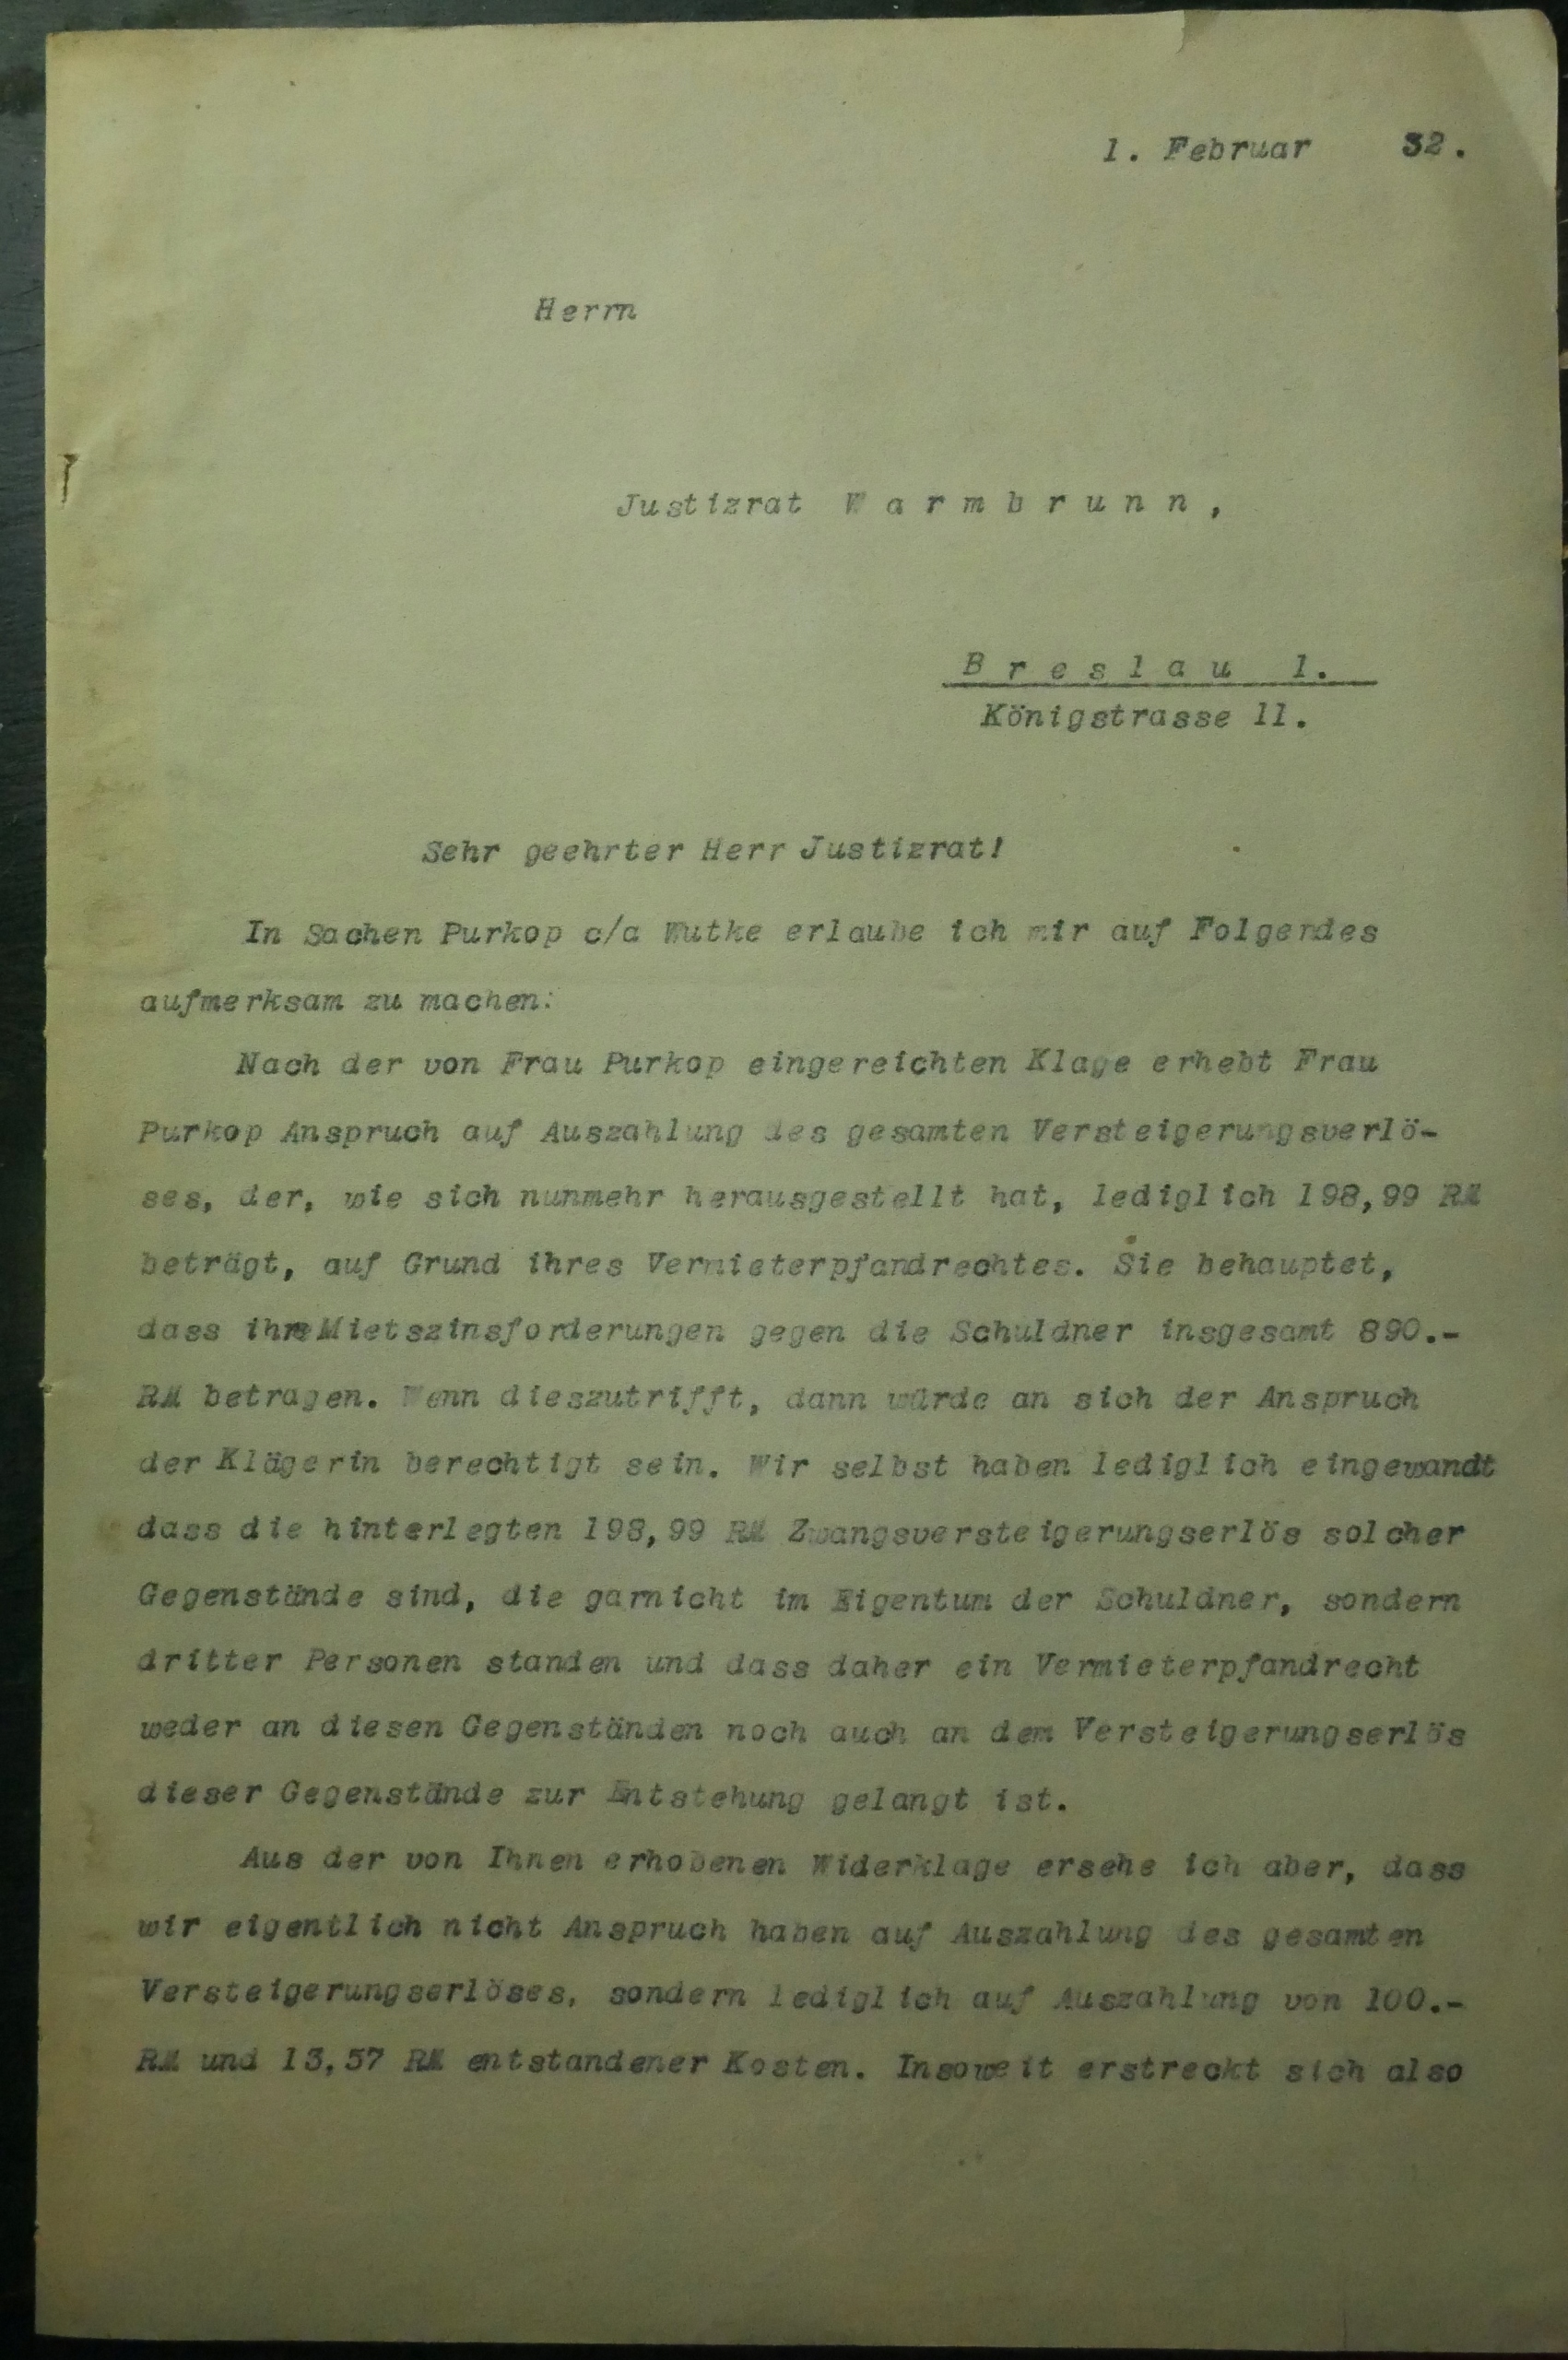 1. Februar 32.
Herrn
Justizrat W a r m b r u n n ,
B r e s l a u 1.
Königstrasse 11.
Sehr geehrter Herr Justizrat!
In Sachen Purkop c/a Wutke erlaube ich mir auf Folgendes
aufmerksam zu machen:
Nach der von Frau Purkop eingereichten Klage erhebt Frau
Purkop Anspruch auf Auszahlung des gesamten Versteigerungsverlö-
ses, der, wie sich nunmehr herausgestellt hat, lediglich 198,99 RM
beträgt, auf Grund ihres Vermieterpfandrechtes. Sie behauptet,
dass ihre Mietszinsforderungen gegen die Schuldner insgesamt 890.-
RM betragen. Wenn dieszutrifft, dann würde an sich der Anspruch
der Klägerin berechtigt sein. Wir selbst haben lediglich eingewandt
dass die hinterlegten 198,99 RM Zwangsversteigerungserlös solcher
Gegenstände sind, die garnicht im Eigentum der Schuldner, sondern
dritter Personen standen und dass daher ein Vermieterpfandrecht
weder an diesen Gegenständen noch auch an dem Versteigerungserlös
dieser Gegenstände zur Entstehung gelangt ist.
Aus der von Ihnen erhobenen Widerklage ersehe ich aber, dass
wir eigentlich nicht Anspruch haben auf Auszahlung des gesamten
Versteigerungserlöses, sondern lediglich auf Auszahlung von 100.-
RM und 13,57 RM entstandener Kosten. Insoweit erstreckt sich also